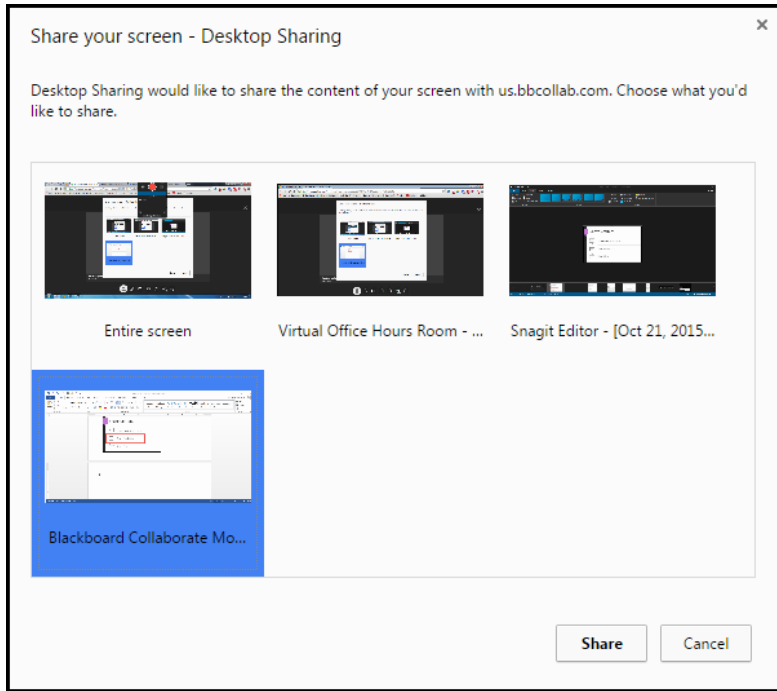 Share your screen - Desktop Sharing
Desktop Sharing would like to share the content of your screen with us.bbcollab.com. Choose what you'd
like to share.
Entire screen
Virtual Office Hours Room - ...
Snagit Editor - [Oct 21, 2015...
Blackboard Collaborate Mo...
Share
Cancel